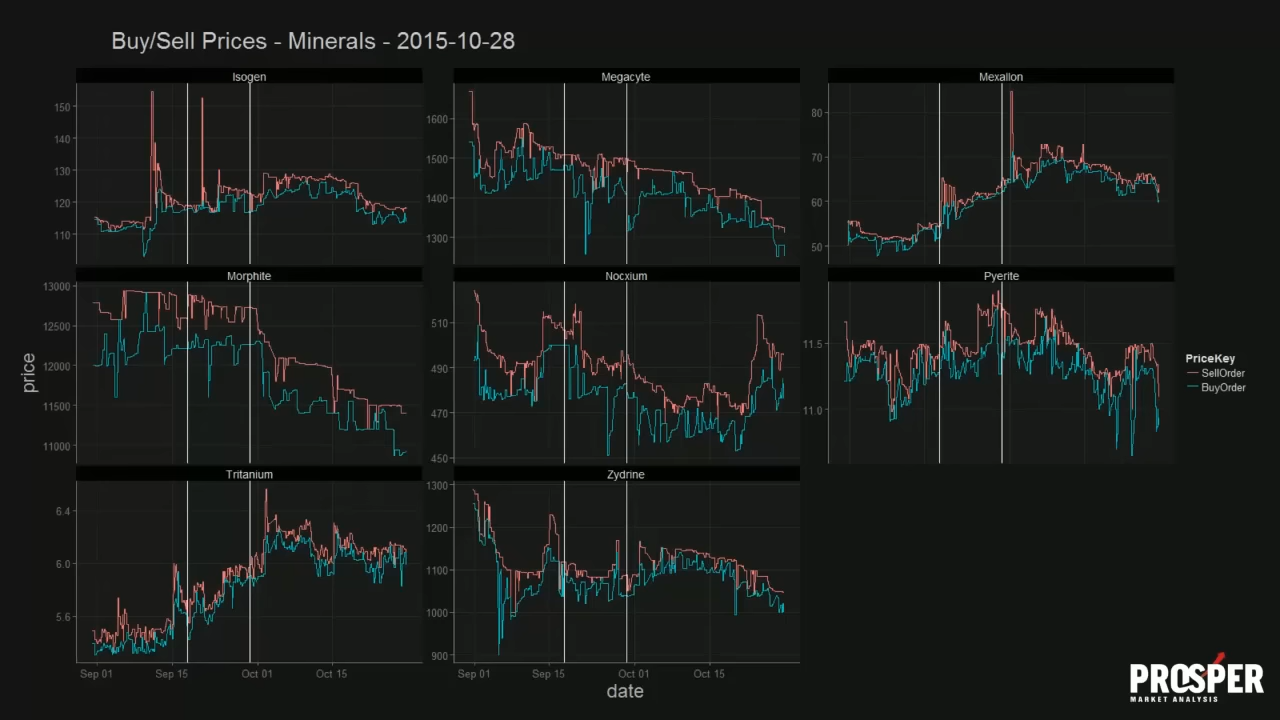 Buy/Sell Prices - Minerals - 2015-10-28
Isogen
Megacyte
Mexallon
150
140
130
120
110
1600
1500
1400
1300
80
70
60
50
Morphite
Nocxium
Pyerite
13000
12500
12000
11500
11000
510
490
470
450
11.5
11.0
price
PriceKey
SellOrder
BuyOrder
Tritanium
Zydrine
6.4
6.0
5.6
1300
1200
1100
1000
900
Sep 01
Sep 15
Oct 01
Oct 15
Sep 01
Sep 15
Oct 01
Oct 15
date
PROSPER
MARKET ANALYSIS